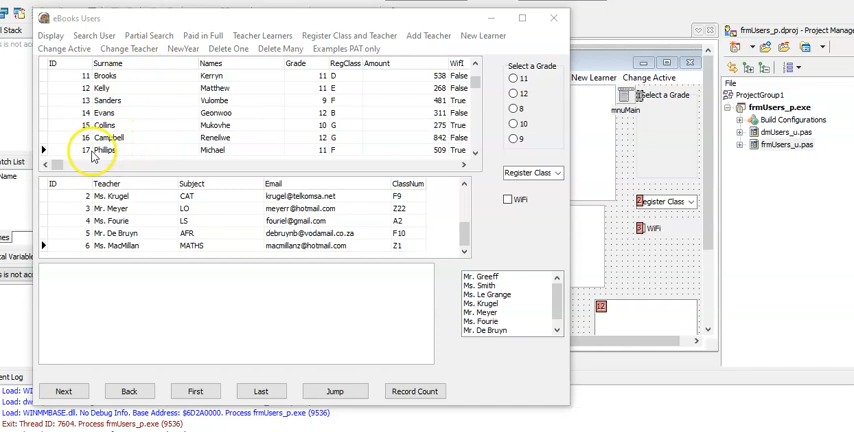 eBooks Users
Display Search User Partial Search Paid in Full Teacher Learners Register Class and Teacher Add Teacher New Learner
Change Active Change Teacher NewYear Delete One Delete Many Examples PAT only
ID Surname Names Grade RegClass Amount WifI
11 Brooks Kerryn 11 D 538 False
12 Kelly Matthew 11 E 268 False
13 Sanders Vulombe 9 F 481 True
14 Evans Geonwoo 12 B 311 False
15 Collins Mukovhe 10 G 275 True
16 Campbell Reneilwe 12 G 842 False
17 Phillips Michael 11 F 509 True
ID Teacher Subject Email ClassNum
2 Ms. Krugel CAT krugel@telkomsa.net F9
3 Mr. Meyer LO meyerr@hotmail.com Z22
4 Ms. Fourie LS fouriel@gmail.com A2
5 Mr. De Bruyn AFR debruynb@vodamail.co.za F10
6 Ms. MacMillan MATHS macmillanz@hotmail.com Z1
Select a Grade
11
12
8
10
9
Register Class
WiFi
Mr. Greeff
Ms. Smith
Ms. Le Grange
Ms. Krugel
Mr. Meyer
Ms. Fourie
Mr. De Bruyn
Next Back First Last Jump Record Count
Stack
Watch List
Name
ocal Variable
is not acc
ent Log
Load: WINMMBASE.dll. No Debug Info. Base Address: $6D2A0000. Process frmUsers_p.exe (9536)
Exit: Thread ID: 7604. Process frmUsers_p.exe (9536)
New Learner Change Active
mnuMain
Select a Grade
egister Class
WiFi
frmUsers_p.dproj - Project Manager
File
ProjectGroup1
frmUsers_p.exe
Build Configurations
dmUsers_u.pas
frmUsers_u.pas